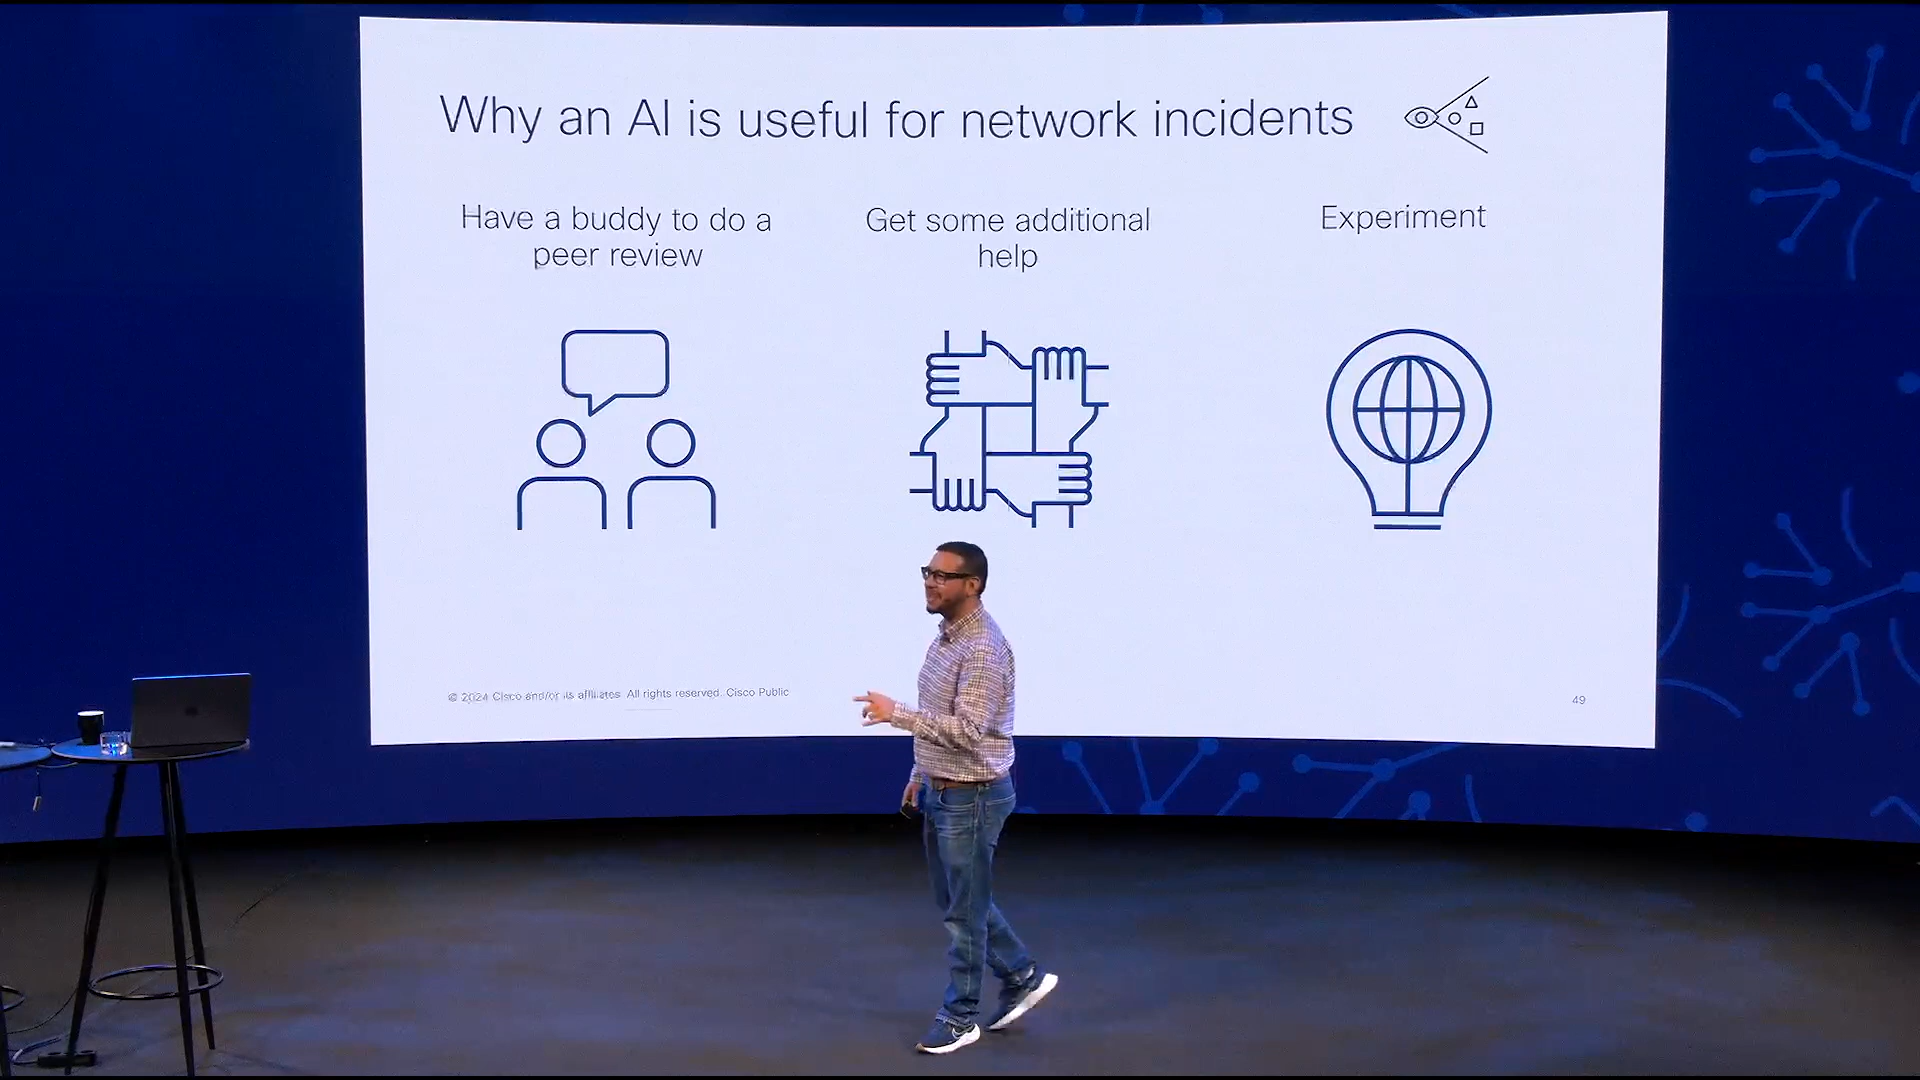 Why an AI is useful for network incidents
Have a buddy to do a
peer review
Get some additional
help
Experiment
© 2024 Cisco and/or its affiliates. All rights reserved. Cisco Public
49